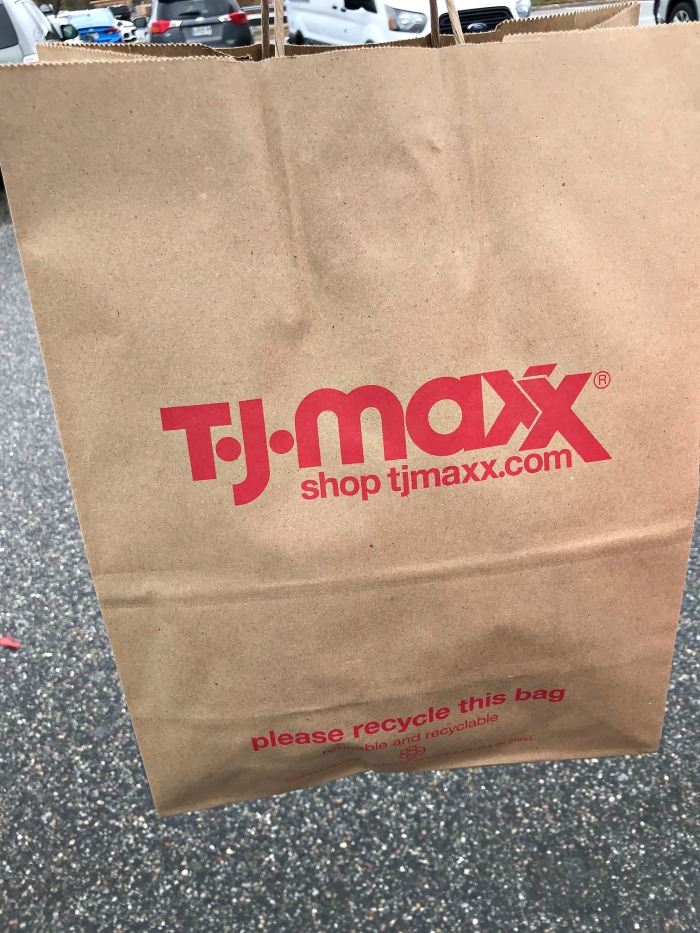 T.J.maxx®
shop tjmaxx.com
please recycle this bag
and recyclable